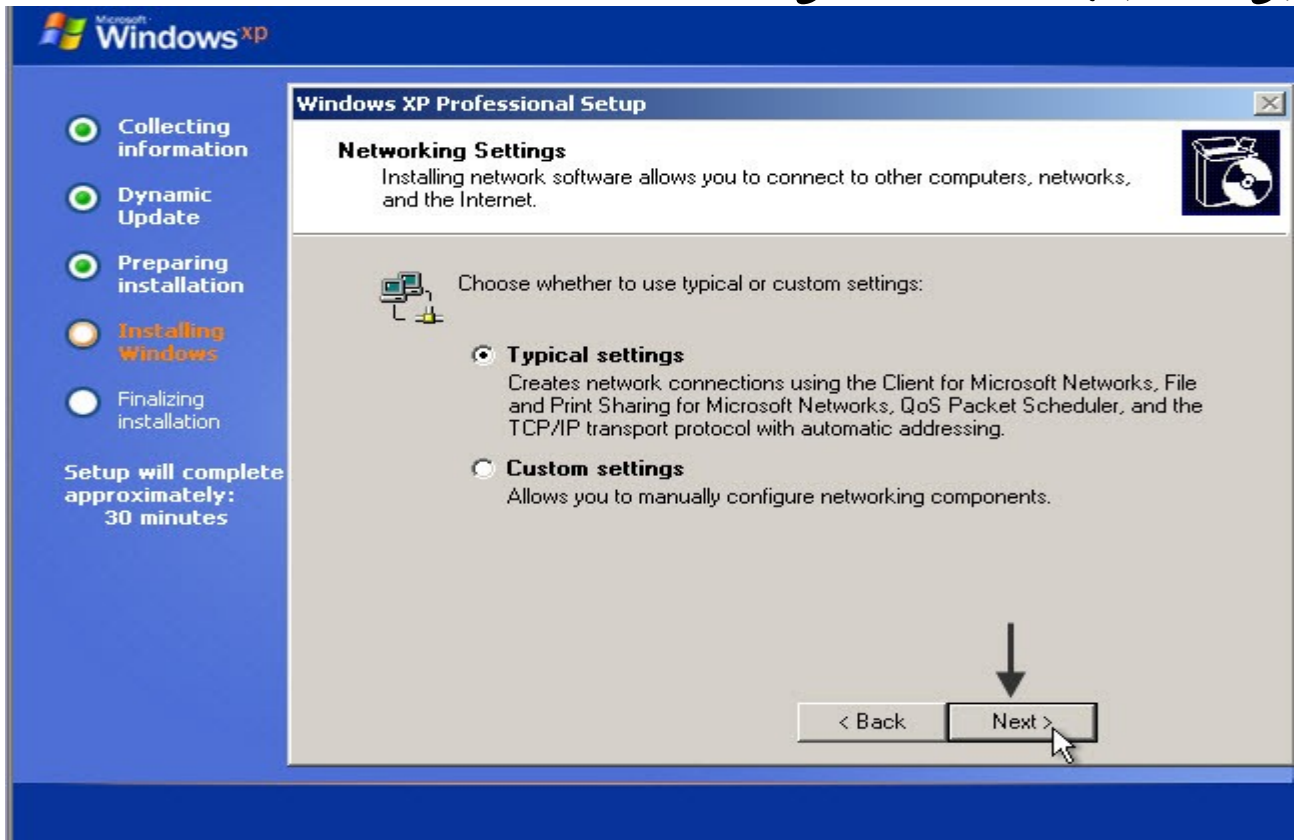 Microsoft
Windows xp
Collecting
information
Dynamic
Update
Preparing
installation
Installing
Windows
Finalizing
installation
Setup will complete
approximately:
30 minutes
Windows XP Professional Setup
Networking Settings
Installing network software allows you to connect to other computers, networks,
and the Internet.
Choose whether to use typical or custom settings:
Typical settings
Creates network connections using the Client for Microsoft Networks, File
and Print Sharing for Microsoft Networks, QoS Packet Scheduler, and the
TCP/IP transport protocol with automatic addressing.
Custom settings
Allows you to manually configure networking components.
< Back
Next >